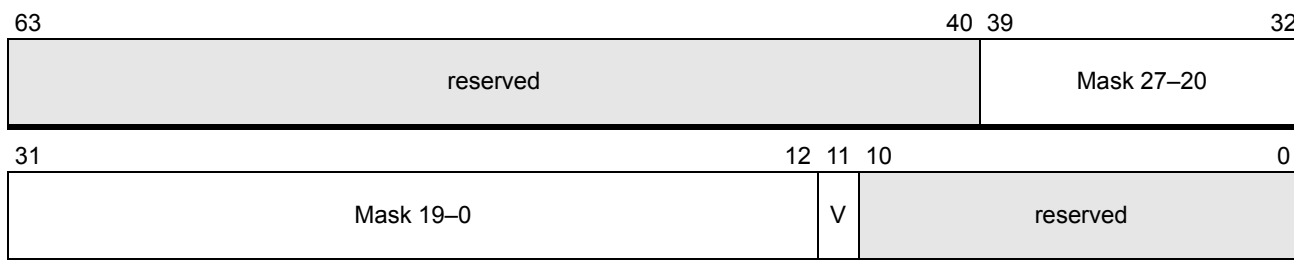 63 40 39 32
reserved Mask 27–20
31 12 11 10 0
Mask 19–0 V reserved